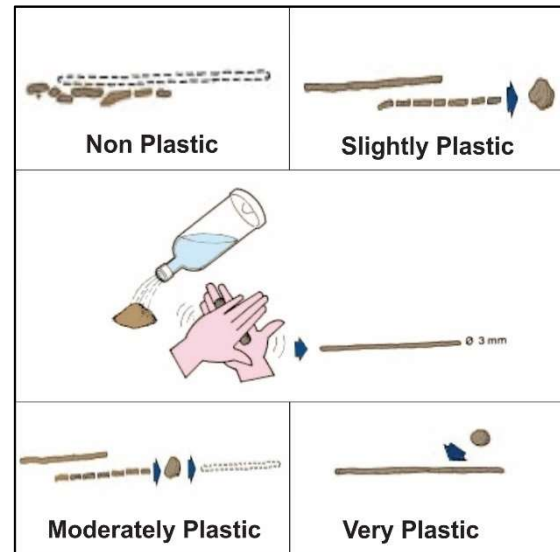 Non Plastic
Slightly Plastic
Ø 3 mm
Moderately Plastic
Very Plastic